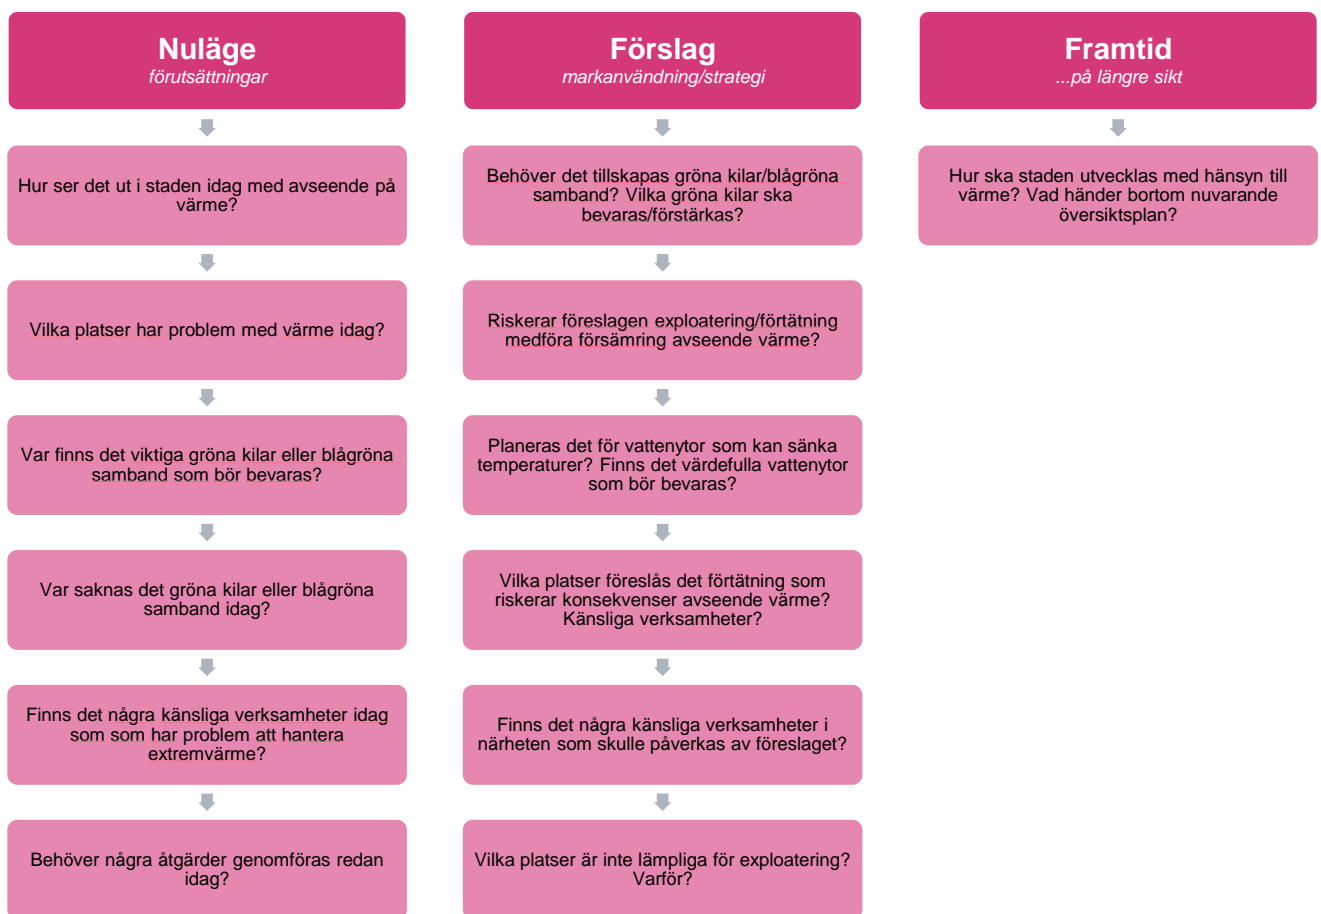 Nuläge
förutsättningar
Hur ser det ut i staden idag med avseende på
värme?
Vilka platser har problem med värme idag?
Var finns det viktiga gröna kilar eller blågröna
samband som bör bevaras?
Var saknas det gröna kilar eller blågröna
samband idag?
Finns det några känsliga verksamheter idag
som som har problem att hantera
extremvärme?
Behöver några åtgärder genomföras redan
idag?
Förslag
markanvändning/strategi
Behöver det tillskapas gröna kilar/blågröna
samband? Vilka gröna kilar ska
bevaras/förstärkas?
Riskerar föreslagen exploatering/förtätning
medföra försämring avseende värme?
Planeras det för vattenytor som kan sänka
temperaturer? Finns det värdefulla vattenytor
som bör bevaras?
Vilka platser föreslås det förtätning som
riskerar konsekvenser avseende värme?
Känsliga verksamheter?
Finns det några känsliga verksamheter i
närheten som skulle påverkas av föreslaget?
Vilka platser är inte lämpliga för exploatering?
Varför?
Framtid
...på längre sikt
Hur ska staden utvecklas med hänsyn till
värme? Vad händer bortom nuvarande
översiktsplan?